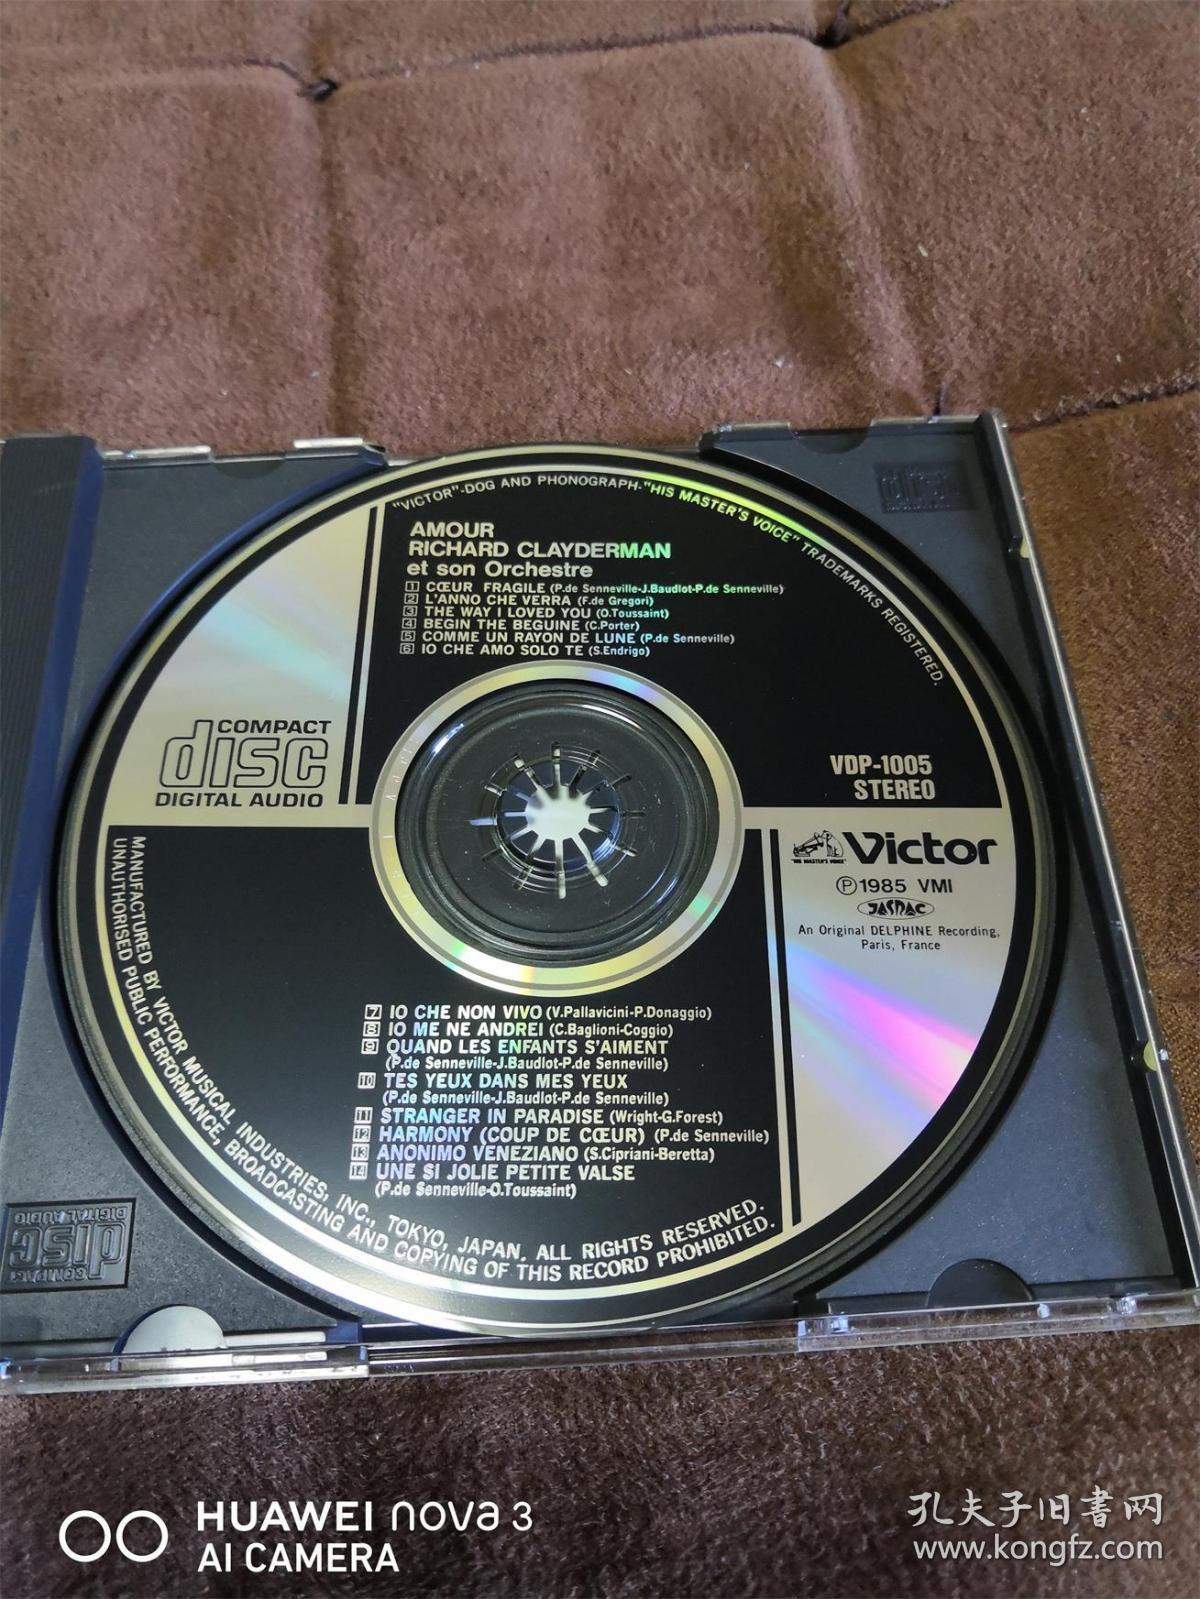 "VICTOR"-DOG AND PHONOGRAPH-"HIS MASTER'S VOICE" TRADEMARKS REGISTERED.
AMOUR
RICHARD CLAYDERMAN
et son Orchestre
1 CŒUR FRAGILE (P.de Senneville-J.Baudlot-P.de Senneville)
2 L'ANNO CHE VERRA (F.de Gregori)
3 THE WAY I LOVED YOU (O.Toussaint)
4 BEGIN THE BEGUINE (C.Porter)
5 COMME UN RAYON DE LUNE (P.de Senneville)
6 IO CHE AMO SOLO TE (S.Endrigo)
COMPACT
disc
DIGITAL AUDIO
VDP-1005
STEREO
"HIS MASTER'S VOICE"
Victor
Ⓟ1985 VMI
JASRAC
An Original DELPHINE Recording,
Paris, France
7 IO CHE NON VIVO (V.Pallavicini-P.Donaggio)
8 IO ME NE ANDREI (C.Baglioni-Coggio)
9 QUAND LES ENFANTS S'AIMENT
(P.de Senneville-J.Baudlot-P.de Senneville)
10 TES YEUX DANS MES YEUX
(P.de Senneville-J.Baudlot-P.de Senneville)
11 STRANGER IN PARADISE (Wright-G.Forest)
12 HARMONY (COUP DE CŒUR) (P.de Senneville)
13 ANONIMO VENEZIANO (S.Cipriani-Beretta)
14 UNE SI JOLIE PETITE VALSE
(P.de Senneville-O.Toussaint)
MANUFACTURED BY VICTOR MUSICAL INDUSTRIES, INC., TOKYO, JAPAN. ALL RIGHTS RESERVED.
UNAUTHORISED PUBLIC PERFORMANCE, BROADCASTING AND COPYING OF THIS RECORD PROHIBITED.
COMPACT
disc
DIGITAL AUDIO
HUAWEI nova 3
AI CAMERA
孔夫子旧書网
www.kongfz.com